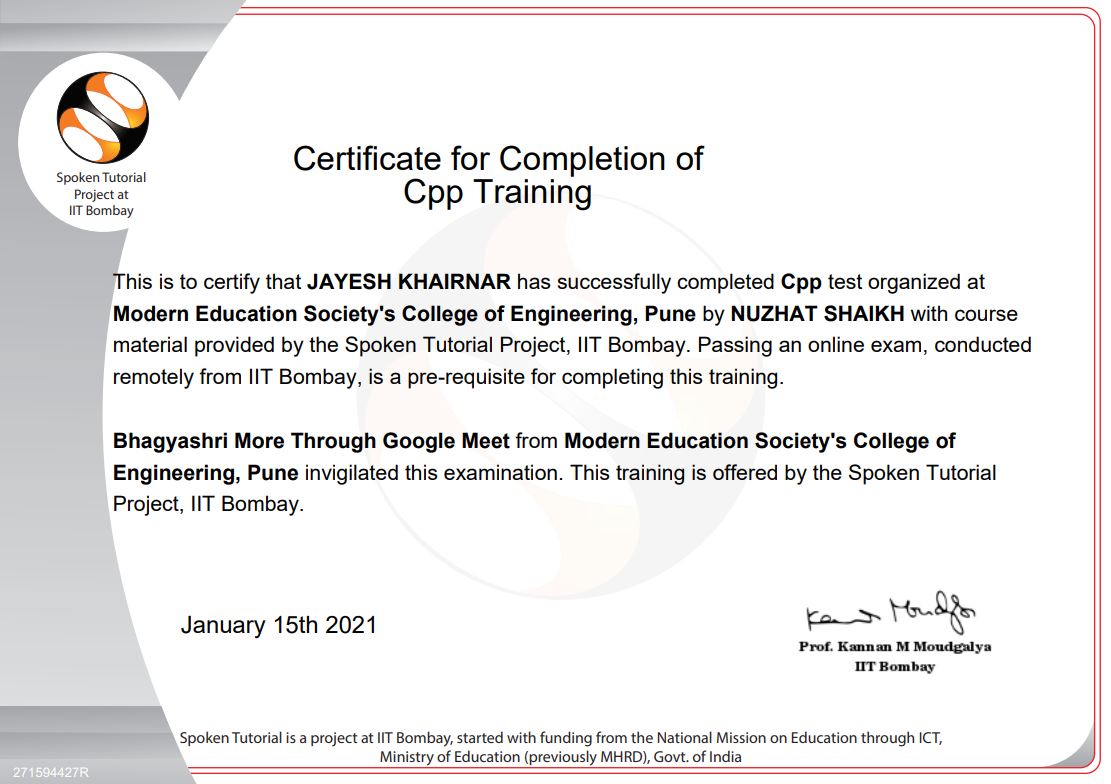 Spoken Tutorial
Project at
IIT Bombay
Certificate for Completion of
Cpp Training
This is to certify that JAYESH KHAIRNAR has successfully completed Cpp test organized at
Modern Education Society's College of Engineering, Pune by NUZHAT SHAIKH with course
material provided by the Spoken Tutorial Project, IIT Bombay. Passing an online exam, conducted
remotely from IIT Bombay, is a pre-requisite for completing this training.
Bhagyashri More Through Google Meet from Modern Education Society's College of
Engineering, Pune invigilated this examination. This training is offered by the Spoken Tutorial
Project, IIT Bombay.
January 15th 2021
Prof. Kannan M Moudgalya
IIT Bombay
Spoken Tutorial is a project at IIT Bombay, started with funding from the National Mission on Education through ICT,
Ministry of Education (previously MHRD), Govt. of India
271594427R